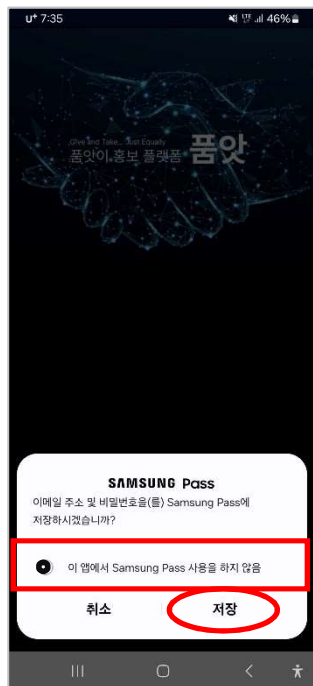 U+ 7:35 LTE 46%
Give and Take... Just Equally
품앗이 홍보 플랫폼 품앗
SAMSUNG Pass
이메일 주소 및 비밀번호을(를) Samsung Pass에
저장하시겠습니까?
이 앱에서 Samsung Pass 사용을 하지 않음
취소 저장